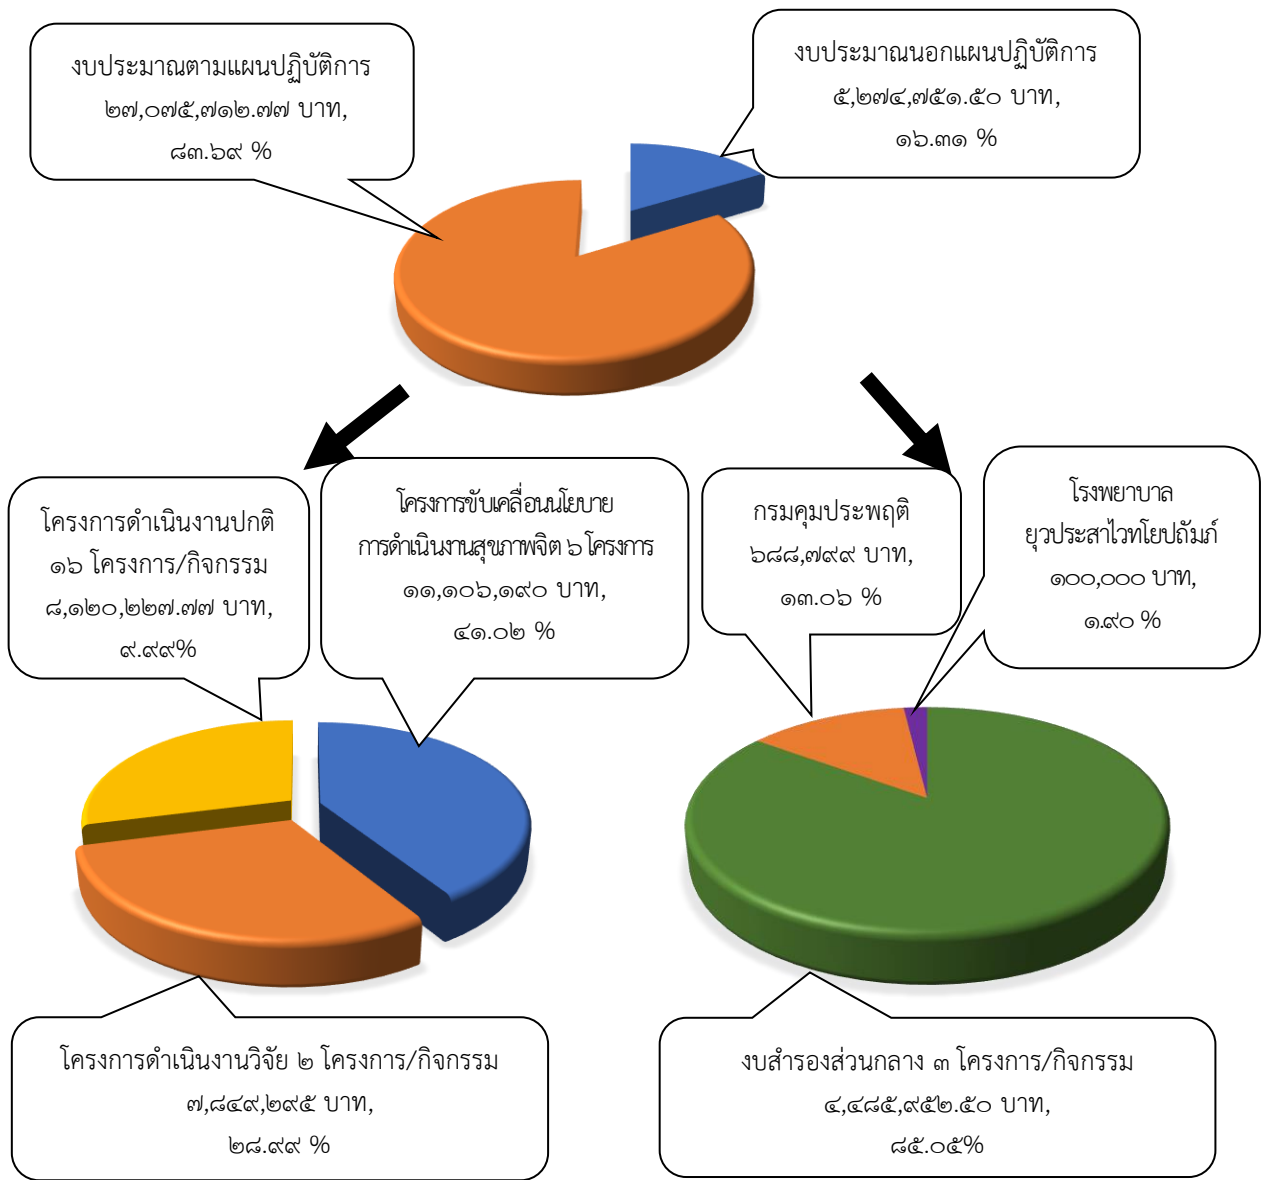 งบประมาณตามแผนปฏิบัติการ
๒๗,๐๗๕,๗๑๒.๗๗ บาท,
๘๓.๖๙ %
งบประมาณนอกแผนปฏิบัติการ
๕,๒๗๔,๗๕๑.๕๐ บาท,
๑๖.๓๑ %
โครงการดำเนินงานปกติ
๑๖ โครงการ/กิจกรรม
๘,๑๒๐,๒๒๗.๗๗ บาท,
๙.๙๙%
โครงการขับเคลื่อนนโยบาย
การดำเนินงานสุขภาพจิต ๖ โครงการ
๑๑,๑๐๖,๑๙๐ บาท,
๔๑.๐๒ %
กรมคุมประพฤติ
๖๘๘,๗๙๙ บาท,
๑๓.๐๖ %
โรงพยาบาล
ยุวประสาทไวทโยปถัมภ์
๑๐๐,๐๐๐ บาท,
๑.๙๐ %
โครงการดำเนินงานวิจัย ๒ โครงการ/กิจกรรม
๗,๘๔๙,๒๙๕ บาท,
๒๘.๙๙ %
งบสำรองส่วนกลาง ๓ โครงการ/กิจกรรม
๔,๔๘๕,๙๕๒.๕๐ บาท,
๘๕.๐๕%